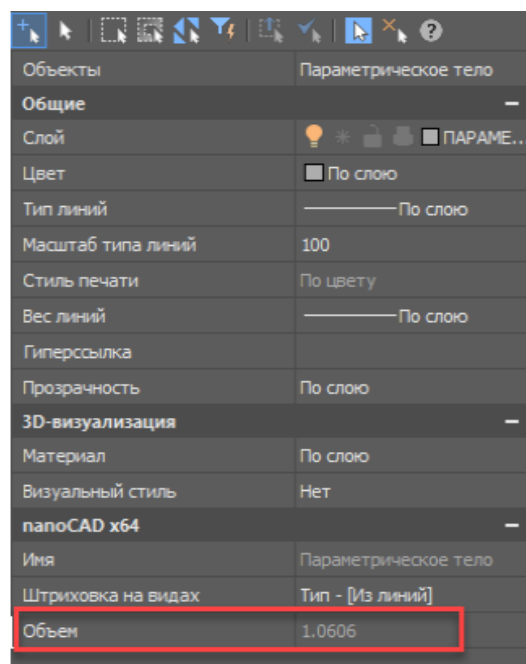 Объекты Параметрическое тело
Общие
Слой ПАРАМЕ...
Цвет По слою
Тип линий По слою
Масштаб типа линий 100
Стиль печати По цвету
Вес линий По слою
Гиперссылка
Прозрачность По слою
3D-визуализация
Материал По слою
Визуальный стиль Нет
nanoCAD x64
Имя Параметрическое тело
Штриховка на видах Тип - [Из линий]
Объем 1.0606